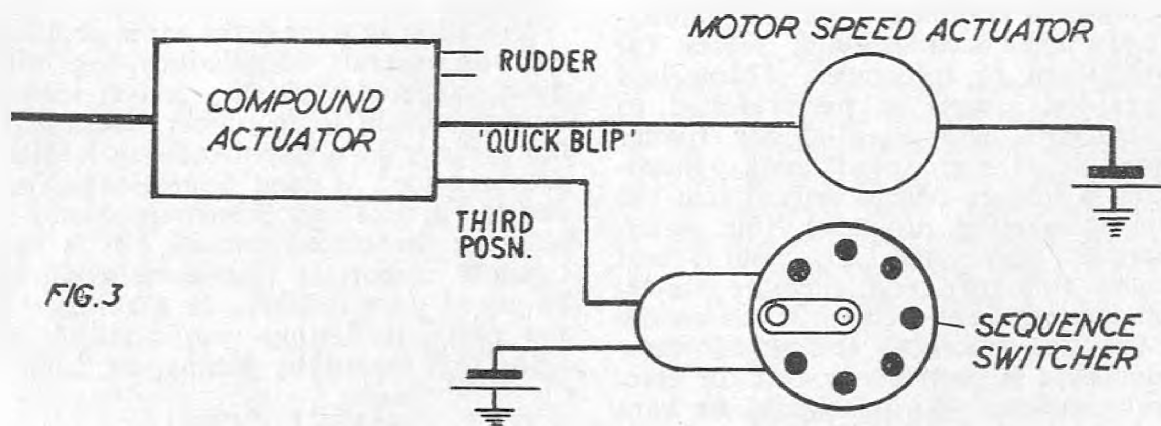 MOTOR SPEED ACTUATOR
RUDDER
COMPOUND
ACTUATOR
'QUICK BLIP'
THIRD
POSN.
FIG.3
SEQUENCE
SWITCHER